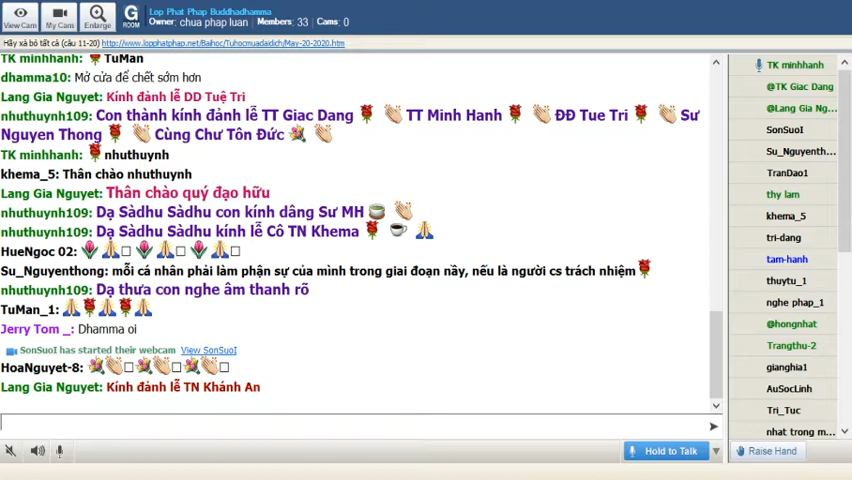 View Cam
My Cams
Enlarge
G
ROOM
Lop Phat Phap Buddhadhamma
Owner: chua phap luan Members: 33 Cams: 0
Hãy xả bỏ tất cả (câu 11-20) http://www.lopphatphap.net/Baihoc/Tuhocmuadaidich/May-20-2020.htm
TK minhhanh: TuMan
dhamma10: Mở cửa để chết sớm hơn
Lang Gia Nguyet: Kính đảnh lễ DD Tuệ Tri
nhuthuynh109: Con thành kính đảnh lễ TT Giac Dang TT Minh Hanh ĐĐ Tue Tri Sư
Nguyen Thong Cùng Chư Tôn Đức
TK minhhanh: nhuthuynh
khema_5: Thân chào nhuthuynh
Lang Gia Nguyet: Thân chào quý đạo hữu
nhuthuynh109: Dạ Sàdhu Sàdhu con kính dâng Sư MH
nhuthuynh109: Dạ Sàdhu Sàdhu kính lễ Cô TN Khema
HueNgoc 02:
Su_Nguyenthong: mỗi cá nhân phải làm phận sự của mình trong giai đoạn nầy, nếu là người cs trách nhiệm
nhuthuynh109: Dạ thưa con nghe âm thanh rõ
TuMan_1:
Jerry Tom _: Dhamma oi
SonSuoI has started their webcam View SonSuoI
HoaNguyet-8:
Lang Gia Nguyet: Kính đảnh lễ TN Khánh An
Hold to Talk
TK minhhanh
@TK Giac Dang
@Lang Gia Ng...
SonSuoI
Su_Nguyenth...
TranDao1
thy lam
khema_5
tri-dang
tam-hanh
thuytu_1
nghe phap_1
@hongnhat
Trangthu-2
gianghia1
AuSocLinh
Tri_Tuc
nhat trong m...
Raise Hand